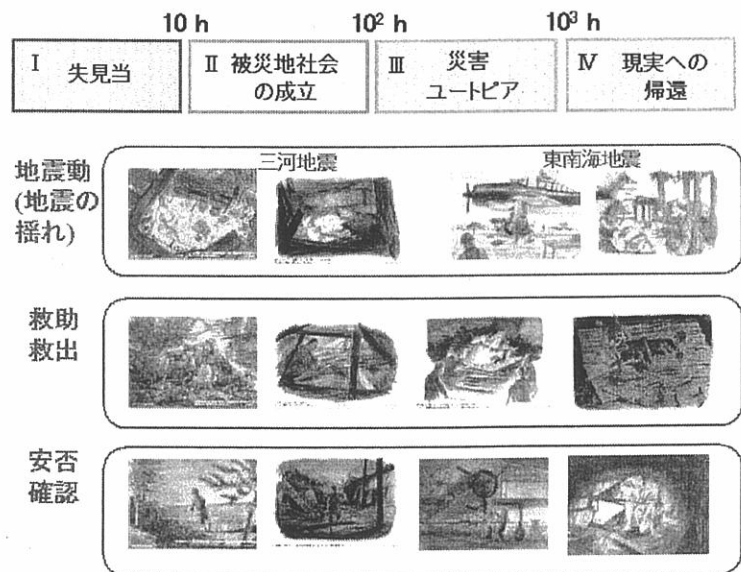 10 h 10² h 10³ h
Ⅰ 失見当
Ⅱ 被災地社会
の成立
Ⅲ 災害
ユートピア
Ⅳ 現実への
帰還
地震動
(地震の
揺れ)
三河地震 東南海地震
救助
救出
安否
確認